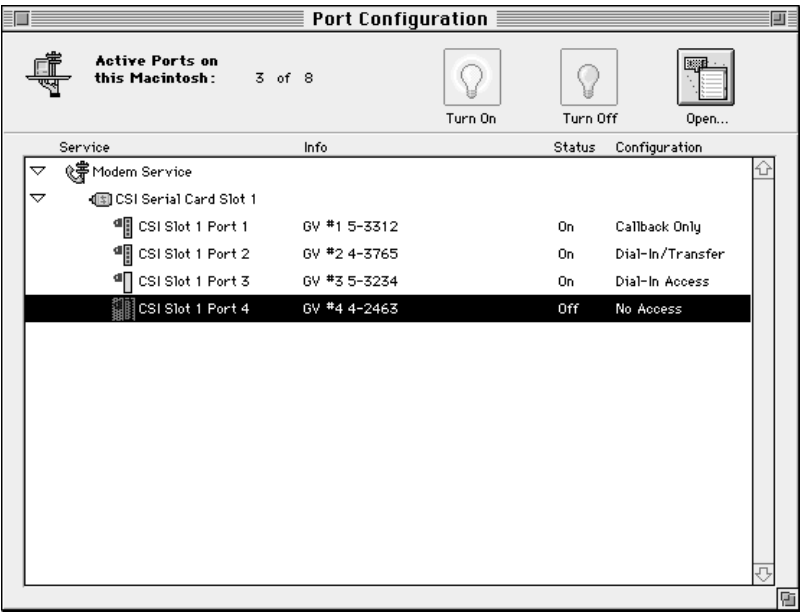 Port Configuration
Active Ports on
this Macintosh: 3 of 8
Turn On Turn Off Open...
Service Info Status Configuration
Modem Service
CSI Serial Card Slot 1
CSI Slot 1 Port 1 GV #1 5-3312 On Callback Only
CSI Slot 1 Port 2 GV #2 4-3765 On Dial-In/Transfer
CSI Slot 1 Port 3 GV #3 5-3234 On Dial-In Access
CSI Slot 1 Port 4 GV #4 4-2463 Off No Access